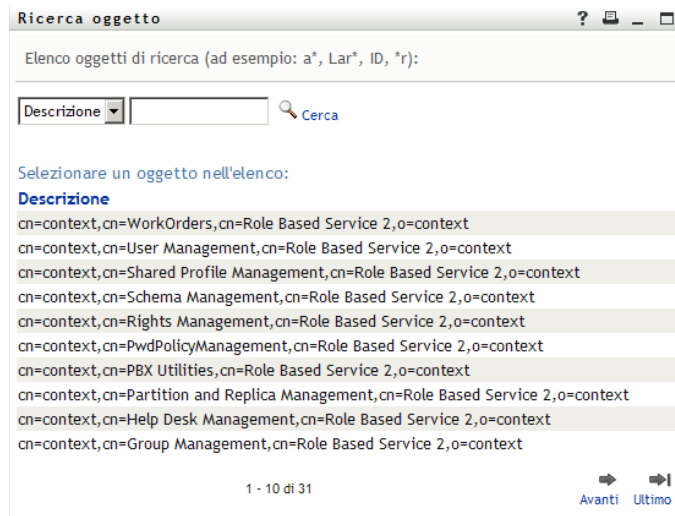 Ricerca oggetto
?
Elenco oggetti di ricerca (ad esempio: a*, Lar*, ID, *r):
Descrizione
Cerca
Selezionare un oggetto nell'elenco:
Descrizione
cn=context,cn=WorkOrders,cn=Role Based Service 2,o=context
cn=context,cn=User Management,cn=Role Based Service 2,o=context
cn=context,cn=Shared Profile Management,cn=Role Based Service 2,o=context
cn=context,cn=Schema Management,cn=Role Based Service 2,o=context
cn=context,cn=Rights Management,cn=Role Based Service 2,o=context
cn=context,cn=PwdPolicyManagement,cn=Role Based Service 2,o=context
cn=context,cn=PBX Utilities,cn=Role Based Service 2,o=context
cn=context,cn=Partition and Replica Management,cn=Role Based Service 2,o=context
cn=context,cn=Help Desk Management,cn=Role Based Service 2,o=context
cn=context,cn=Group Management,cn=Role Based Service 2,o=context
1 - 10 di 31
Avanti Ultimo